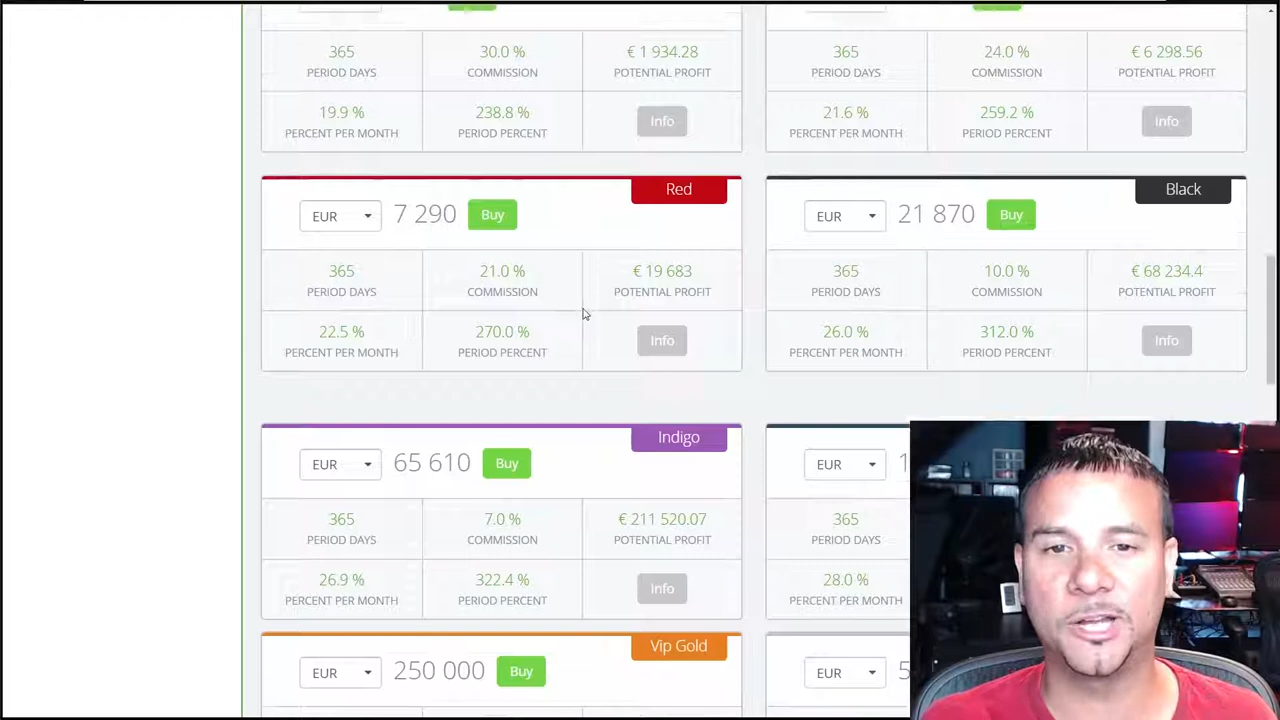 365 30.0 % € 1 934.28 365 24.0 % € 6 298.56
PERIOD DAYS COMMISSION POTENTIAL PROFIT PERIOD DAYS COMMISSION POTENTIAL PROFIT
19.9 % 238.8 % Info 21.6 % 259.2 % Info
PERCENT PER MONTH PERIOD PERCENT PERCENT PER MONTH PERIOD PERCENT
Red Black
EUR 7 290 Buy EUR 21 870 Buy
365 21.0 % € 19 683 365 10.0 % € 68 234.4
PERIOD DAYS COMMISSION POTENTIAL PROFIT PERIOD DAYS COMMISSION POTENTIAL PROFIT
22.5 % 270.0 % Info 26.0 % 312.0 % Info
PERCENT PER MONTH PERIOD PERCENT PERCENT PER MONTH PERIOD PERCENT
Indigo
EUR 65 610 Buy EUR
365 7.0 % € 211 520.07 365
PERIOD DAYS COMMISSION POTENTIAL PROFIT PERIOD DAYS
26.9 % 322.4 % Info 28.0 %
PERCENT PER MONTH PERIOD PERCENT PERCENT PER MONTH
Vip Gold
EUR 250 000 Buy EUR